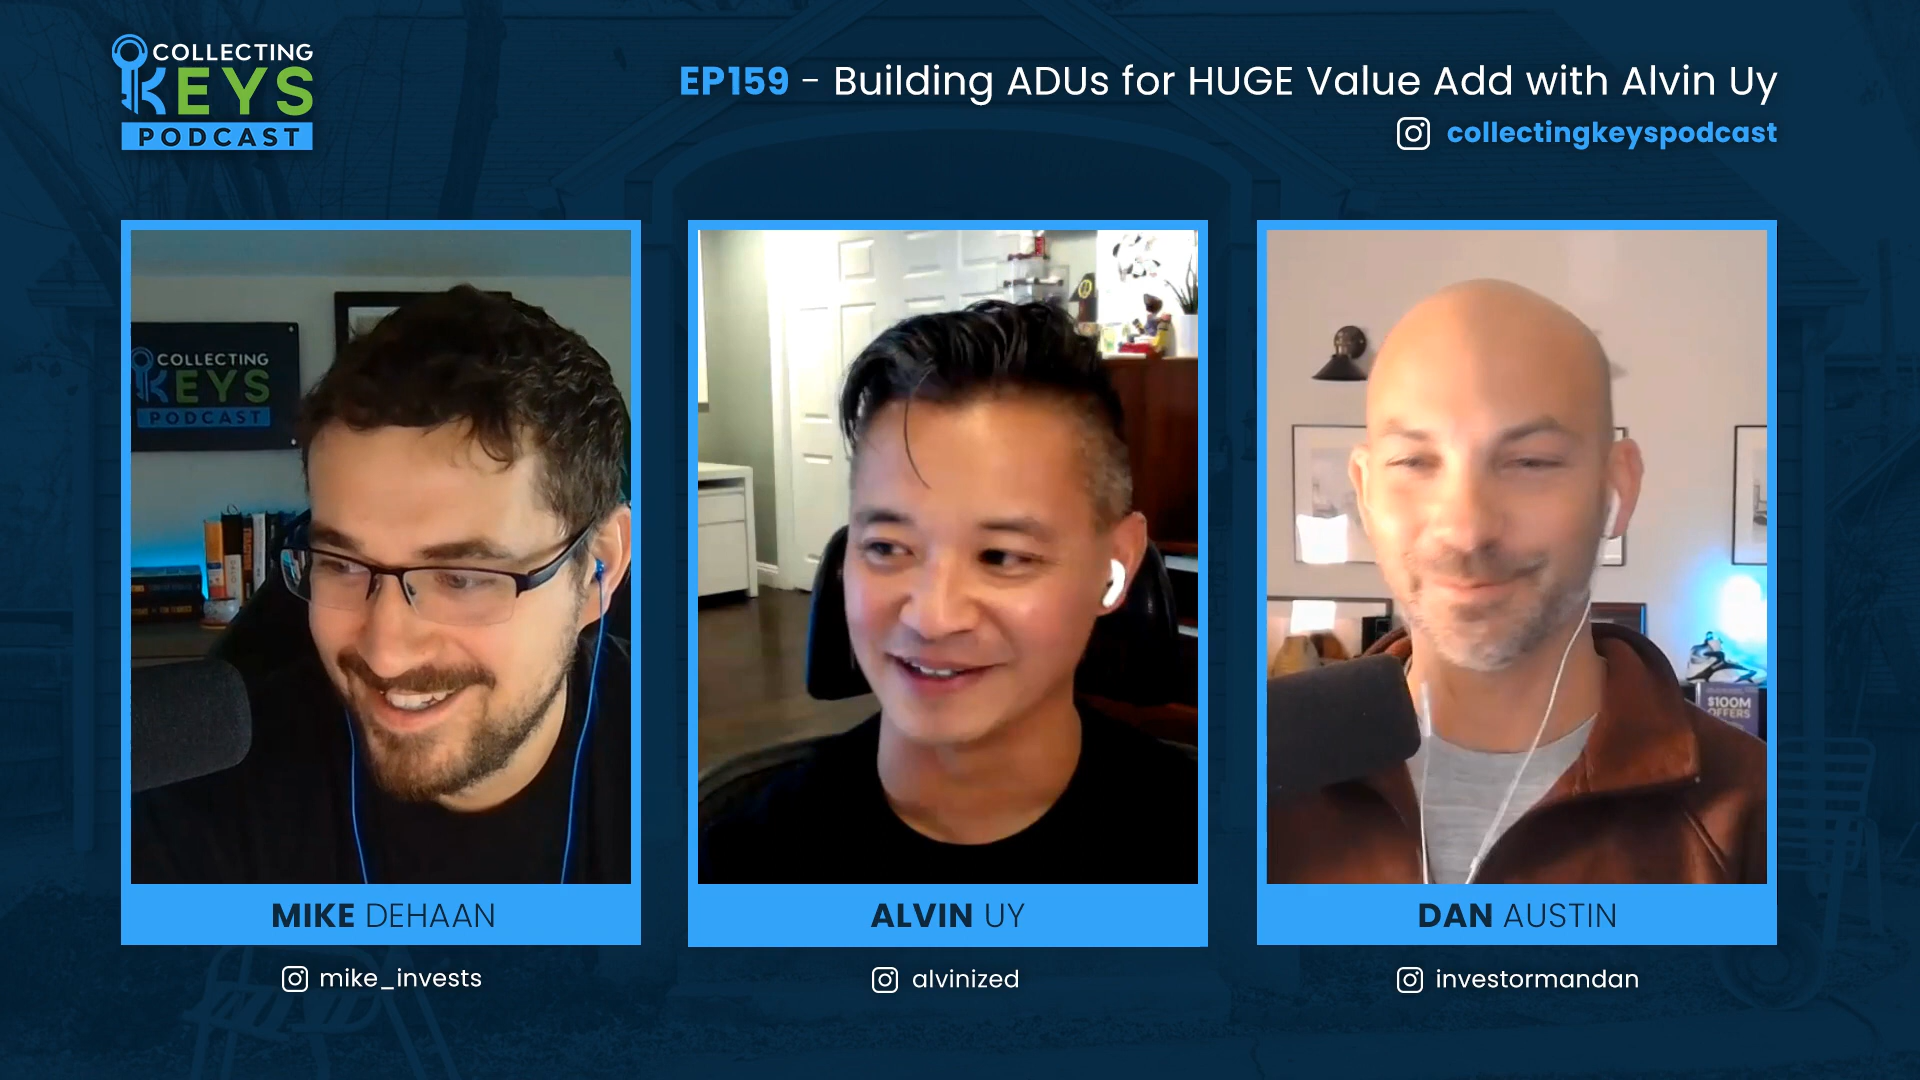 COLLECTING
KEYS
PODCAST
EP159 - Building ADUs for HUGE Value Add with Alvin Uy
collectingkeyspodcast
COLLECTING
KEYS
PODCAST
$100M
OFFERS
MIKE DEHAAN
ALVIN UY
DAN AUSTIN
mike_invests
alvinized
investormandan